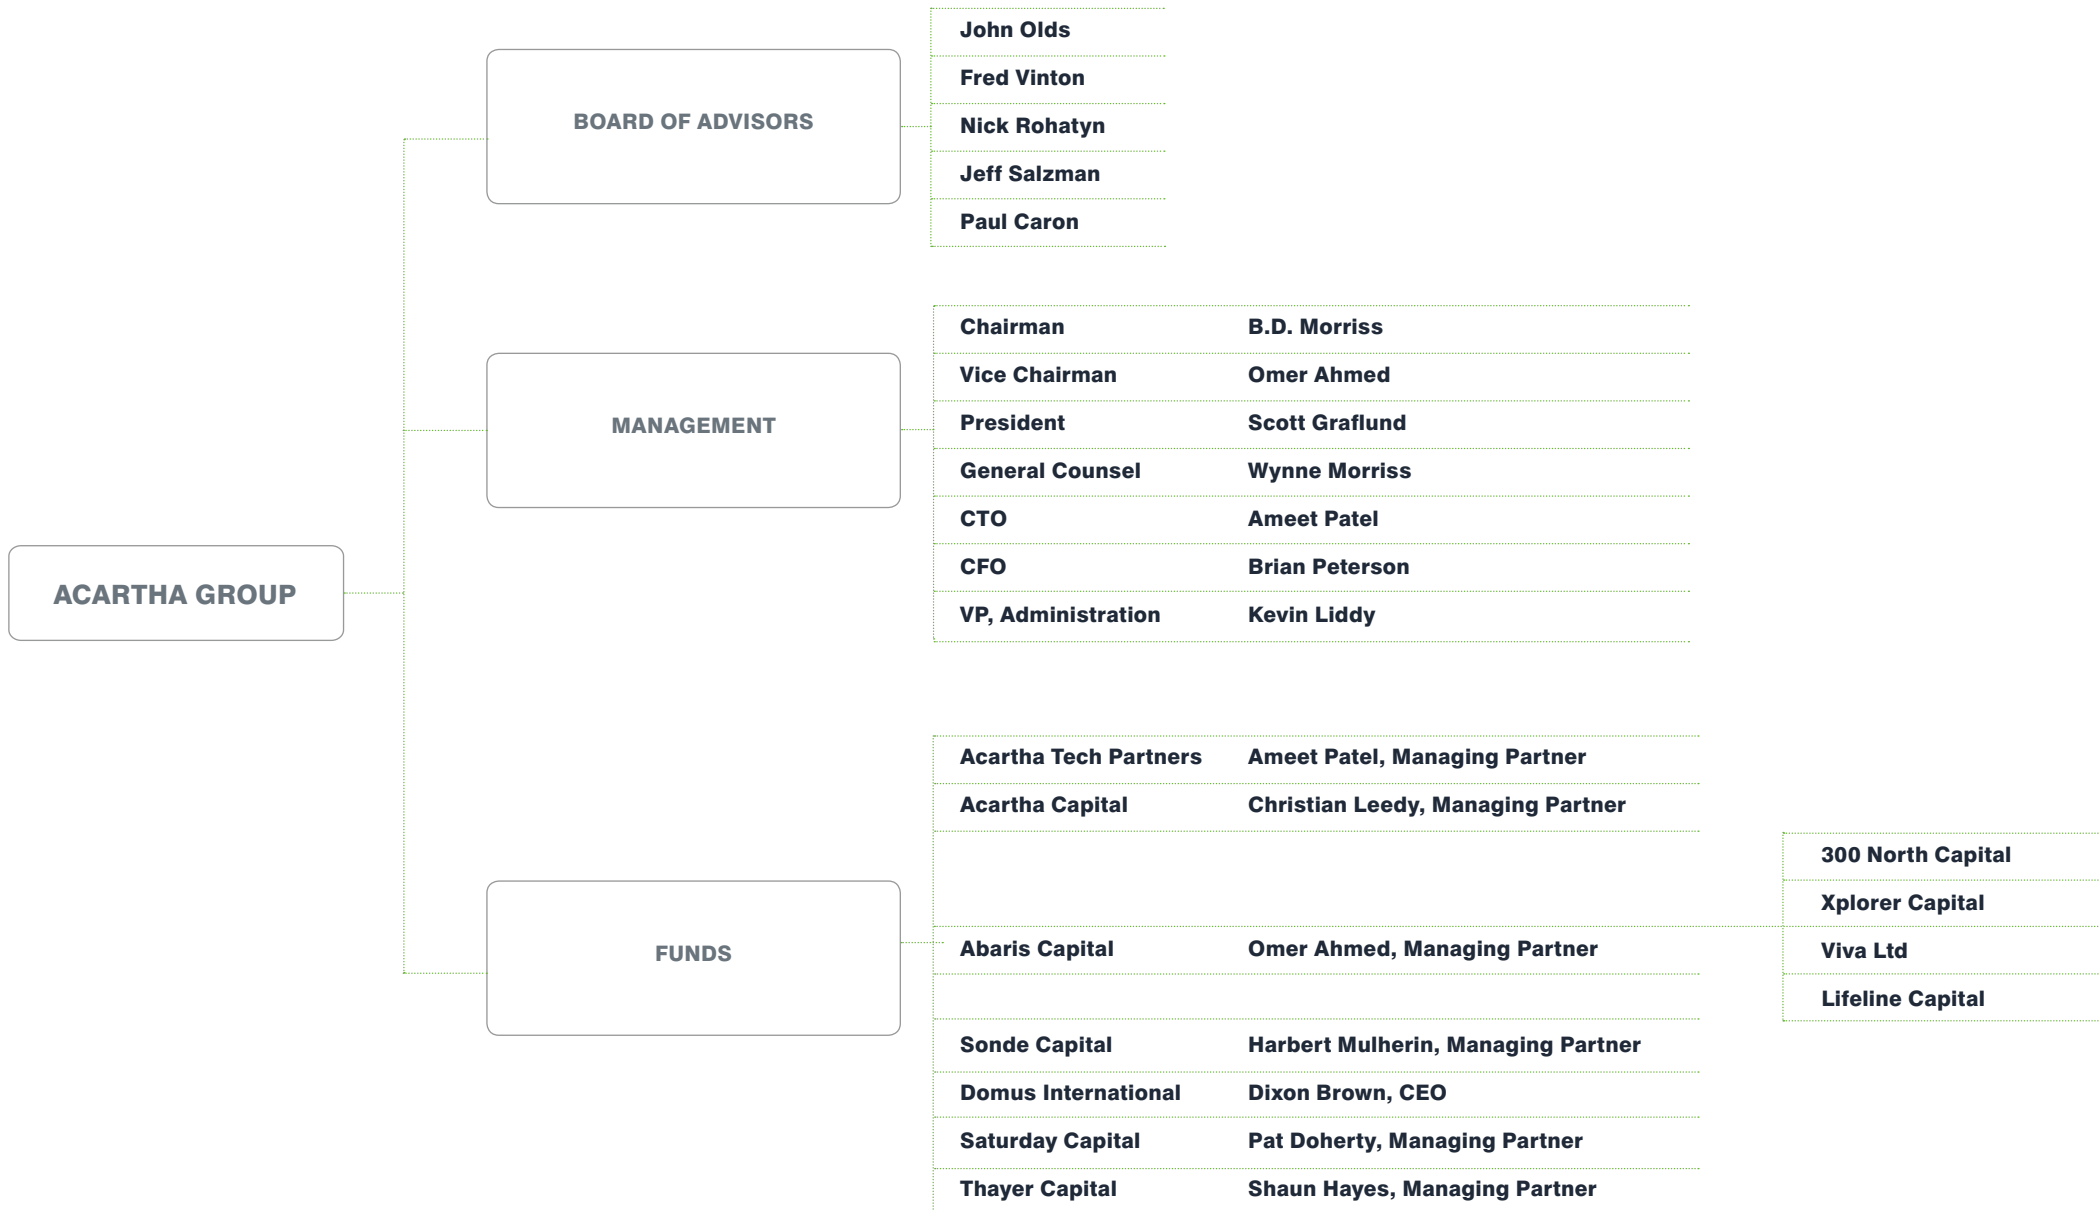 ACARTHA GROUP
BOARD OF ADVISORS
John Olds
Fred Vinton
Nick Rohatyn
Jeff Salzman
Paul Caron
MANAGEMENT
Chairman B.D. Morriss
Vice Chairman Omer Ahmed
President Scott Graflund
General Counsel Wynne Morriss
CTO Ameet Patel
CFO Brian Peterson
VP, Administration Kevin Liddy
FUNDS
Acartha Tech Partners Ameet Patel, Managing Partner
Acartha Capital Christian Leedy, Managing Partner
Abaris Capital Omer Ahmed, Managing Partner
300 North Capital
Xplorer Capital
Viva Ltd
Lifeline Capital
Sonde Capital Harbert Mulherin, Managing Partner
Domus International Dixon Brown, CEO
Saturday Capital Pat Doherty, Managing Partner
Thayer Capital Shaun Hayes, Managing Partner